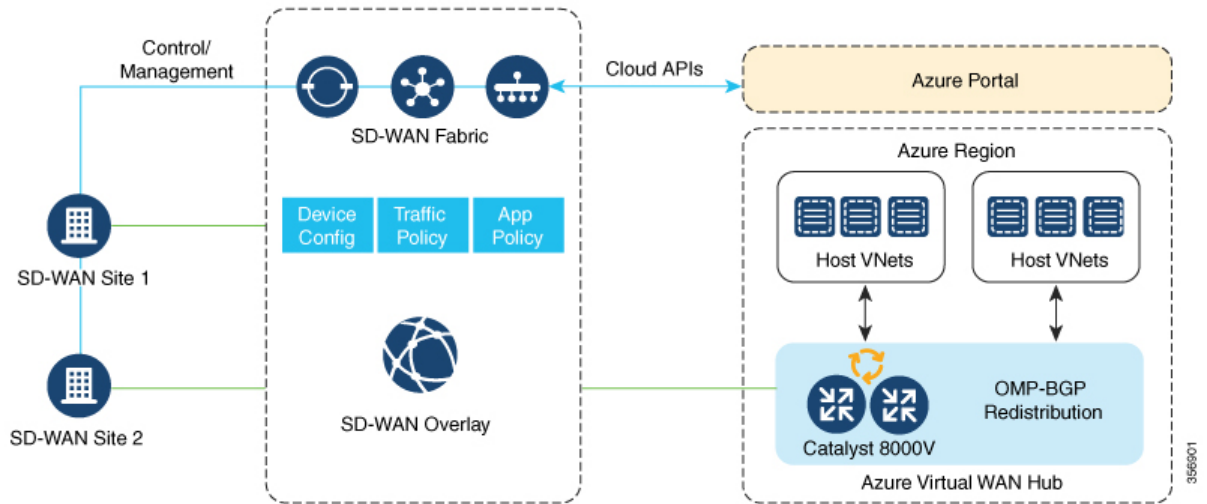 Control/
Management
SD-WAN Fabric
Cloud APIs
Azure Portal
Azure Region
Host VNets
Host VNets
Device
Config
Traffic
Policy
App
Policy
SD-WAN Site 1
SD-WAN Overlay
SD-WAN Site 2
OMP-BGP
Redistribution
Catalyst 8000V
Azure Virtual WAN Hub
356901